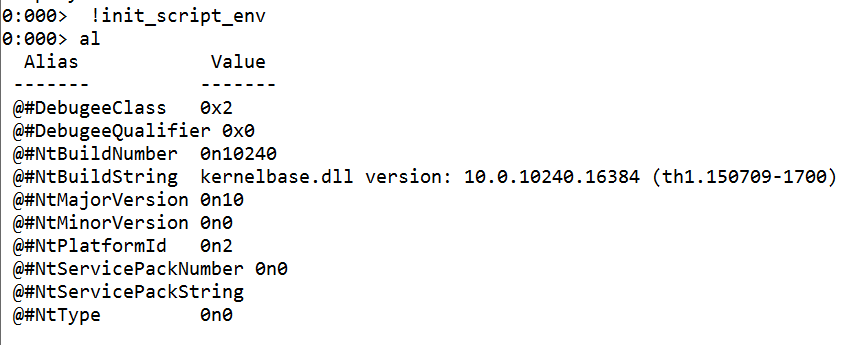 0:000>  !init_script_env
0:000> al
  Alias            Value
 -------          -------
 @#DebugeeClass   0x2
 @#DebugeeQualifier 0x0
 @#NtBuildNumber  0n10240
 @#NtBuildString  kernelbase.dll version: 10.0.10240.16384 (th1.150709-1700)
 @#NtMajorVersion 0n10
 @#NtMinorVersion 0n0
 @#NtPlatformId   0n2
 @#NtServicePackNumber 0n0
 @#NtServicePackString
 @#NtType         0n0